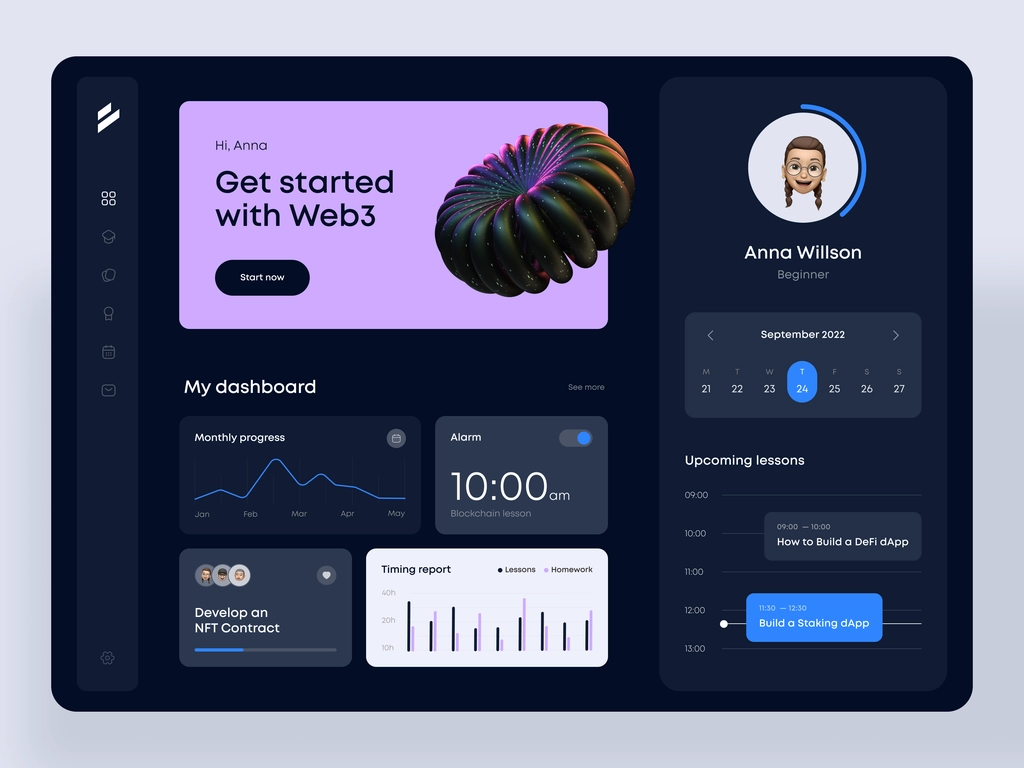 Hi, Anna
Get started
with Web3
Start now
My dashboard
See more
Monthly progress
Jan Feb Mar Apr May
Alarm
10:00am
Blockchain lesson
Develop an
NFT Contract
Timing report
Lessons Homework
40h
20h
10h
Anna Willson
Beginner
September 2022
M T W T F S S
21 22 23 24 25 26 27
Upcoming lessons
09:00
09:00 — 10:00
10:00
How to Build a DeFi dApp
11:00
11:30 — 12:30
12:00
Build a Staking dApp
13:00